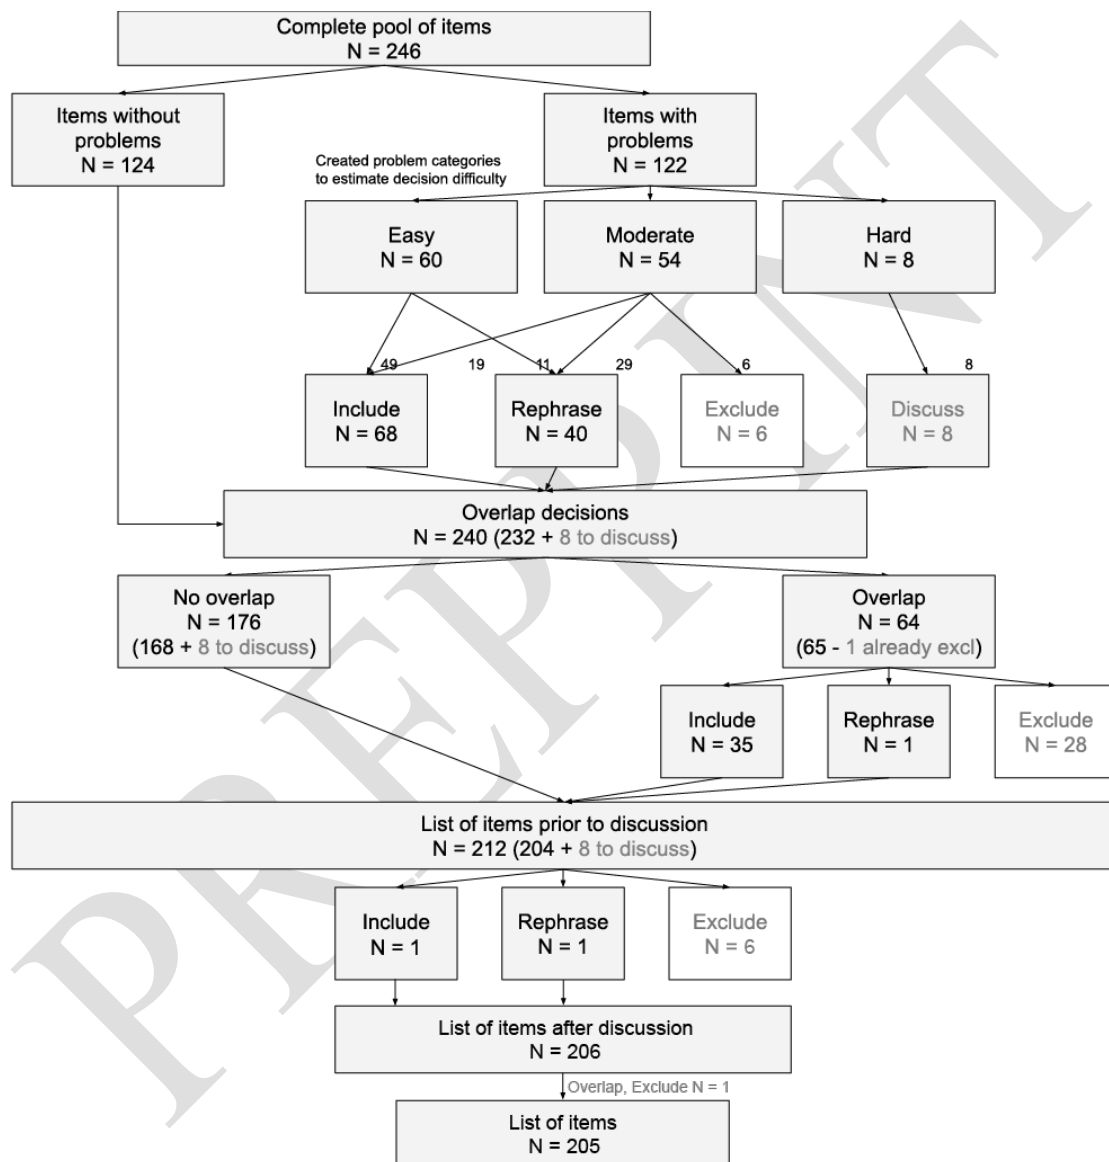 Complete pool of items
N = 246
Items without
problems
N = 124
Items with
problems
N = 122
Created problem categories
to estimate decision difficulty
Easy
N = 60
Moderate
N = 54
Hard
N = 8
49
19
11
29
6
8
Include
N = 68
Rephrase
N = 40
Exclude
N = 6
Discuss
N = 8
Overlap decisions
N = 240 (232 + 8 to discuss)
No overlap
N = 176
(168 + 8 to discuss)
Overlap
N = 64
(65 - 1 already excl)
Include
N = 35
Rephrase
N = 1
Exclude
N = 28
List of items prior to discussion
N = 212 (204 + 8 to discuss)
Include
N = 1
Rephrase
N = 1
Exclude
N = 6
List of items after discussion
N = 206
Overlap, Exclude N = 1
List of items
N = 205
PREPRINT